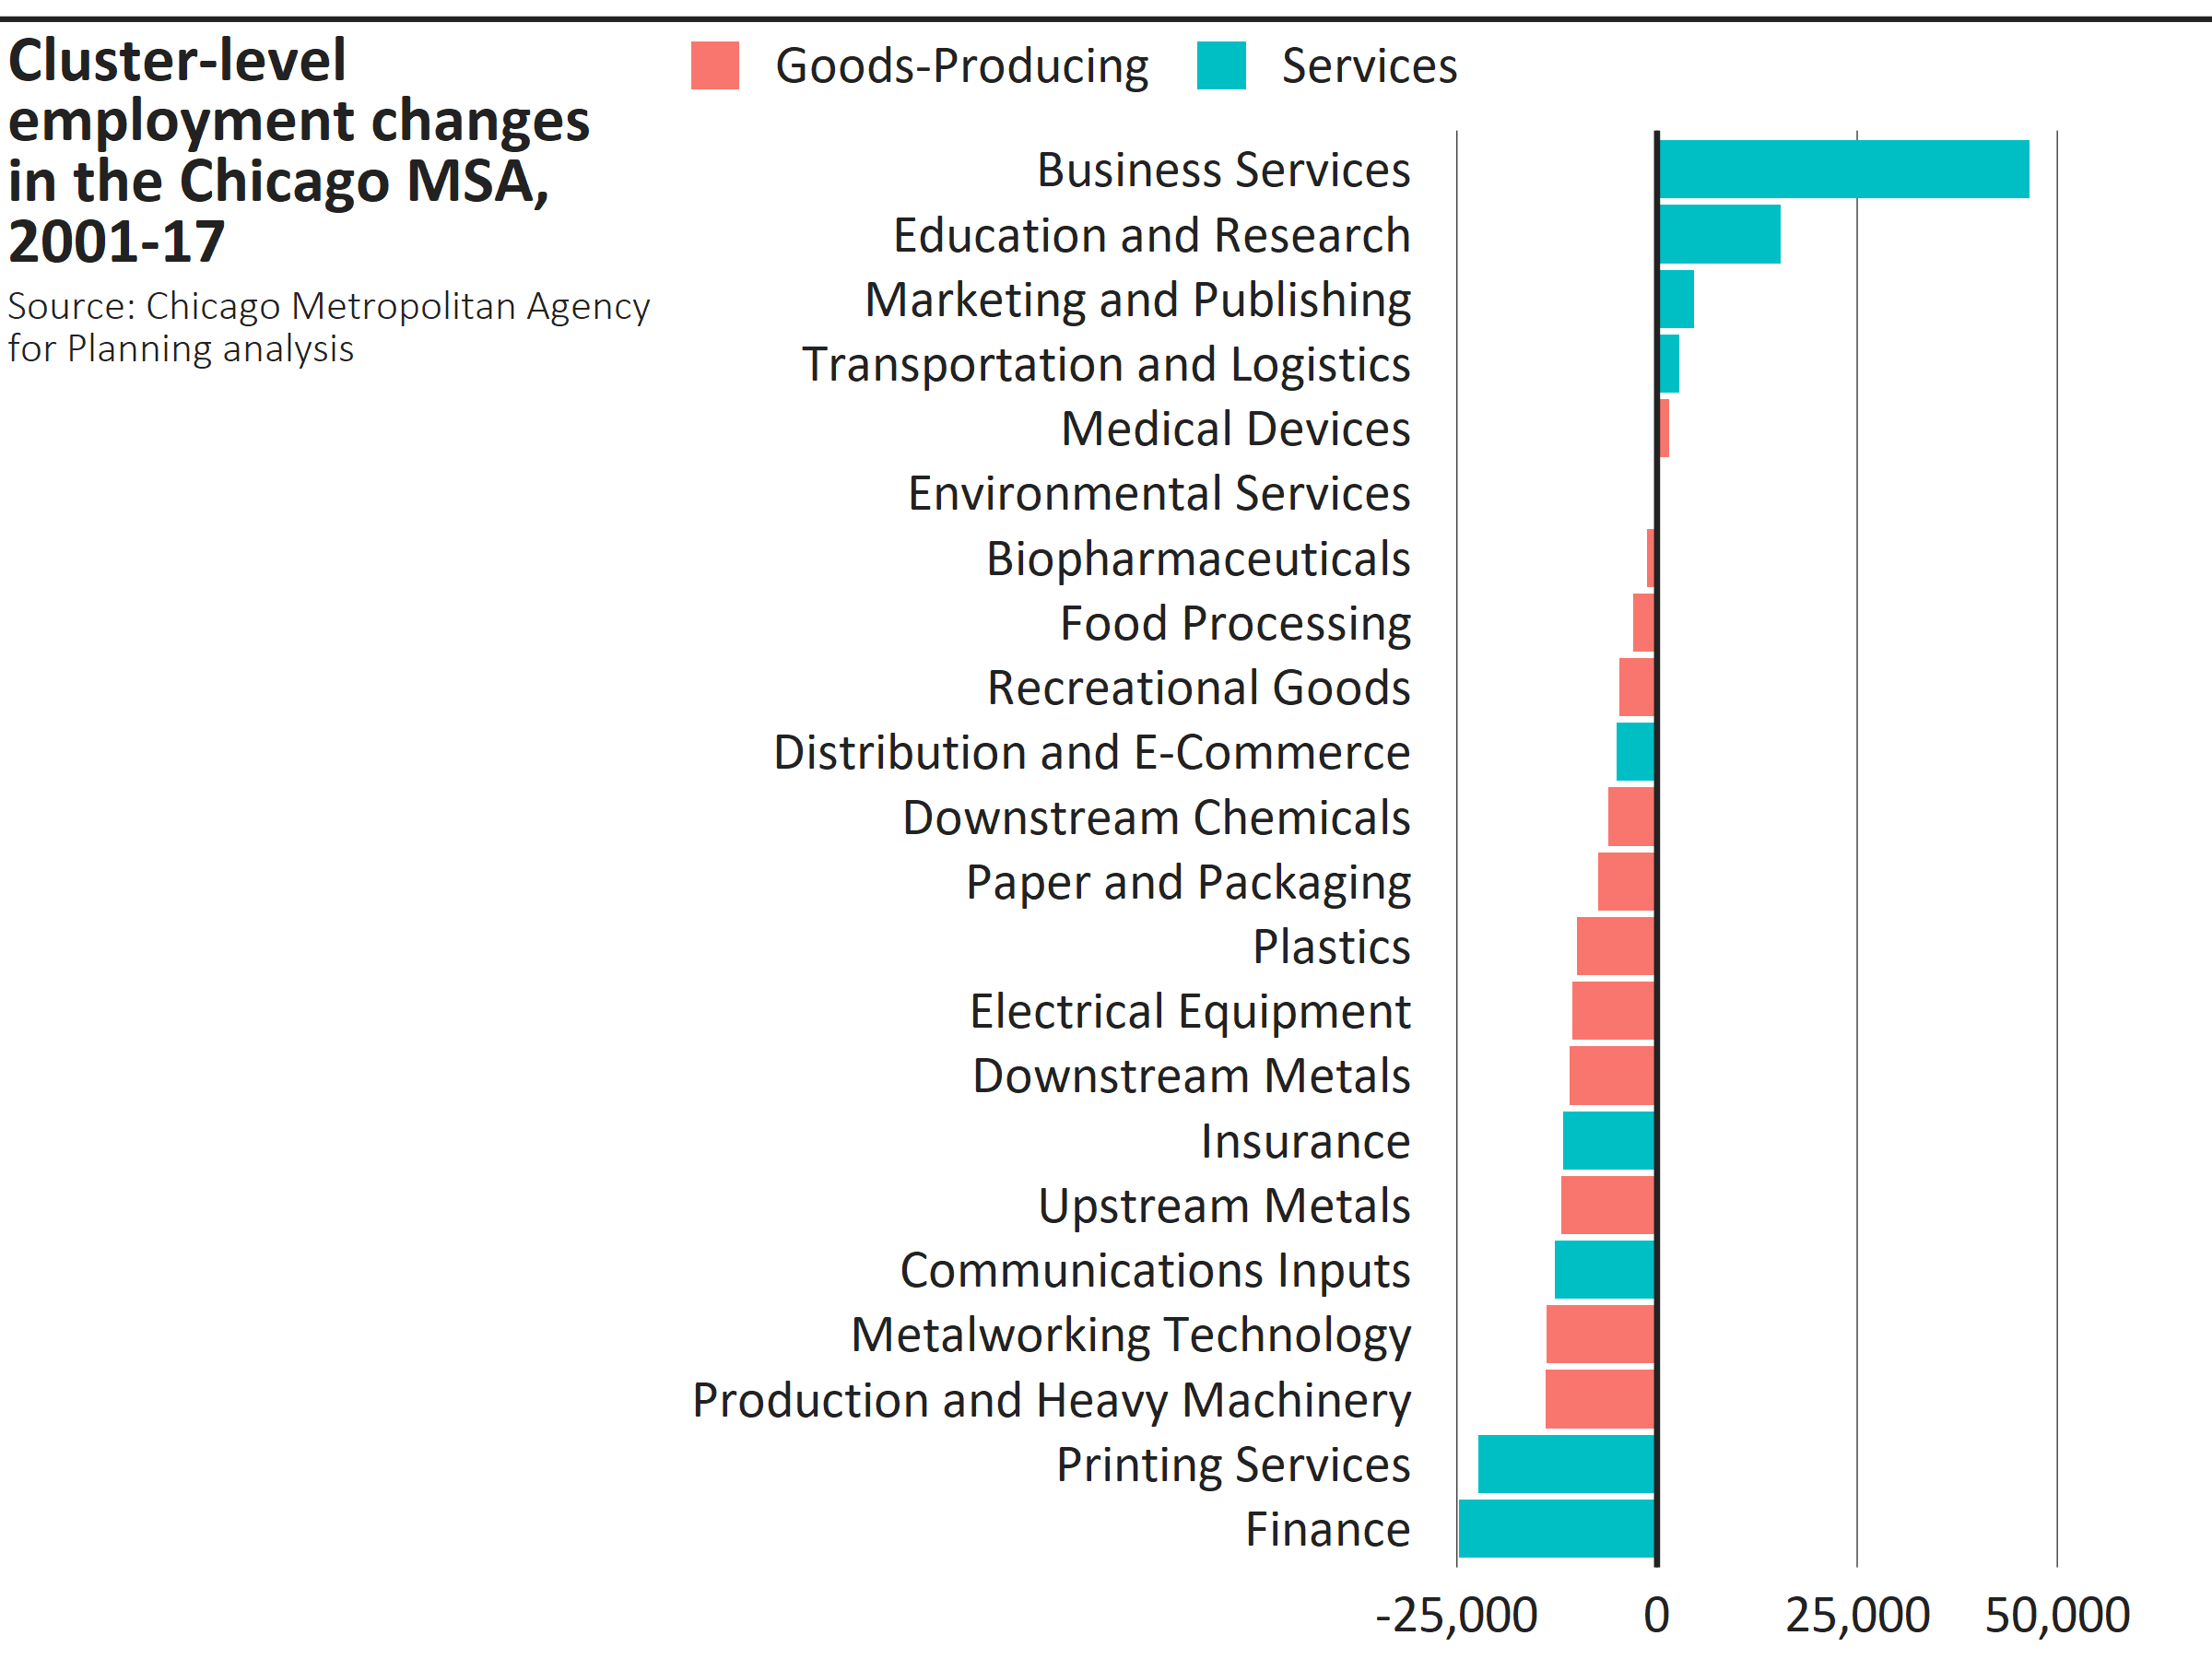 Cluster-level
employment changes
in the Chicago MSA,
2001-17
Source: Chicago Metropolitan Agency
for Planning analysis
Goods-Producing
Services
Business Services
Education and Research
Marketing and Publishing
Transportation and Logistics
Medical Devices
Environmental Services
Biopharmaceuticals
Food Processing
Recreational Goods
Distribution and E-Commerce
Downstream Chemicals
Paper and Packaging
Plastics
Electrical Equipment
Downstream Metals
Insurance
Upstream Metals
Communications Inputs
Metalworking Technology
Production and Heavy Machinery
Printing Services
Finance
-25,000 0 25,000 50,000